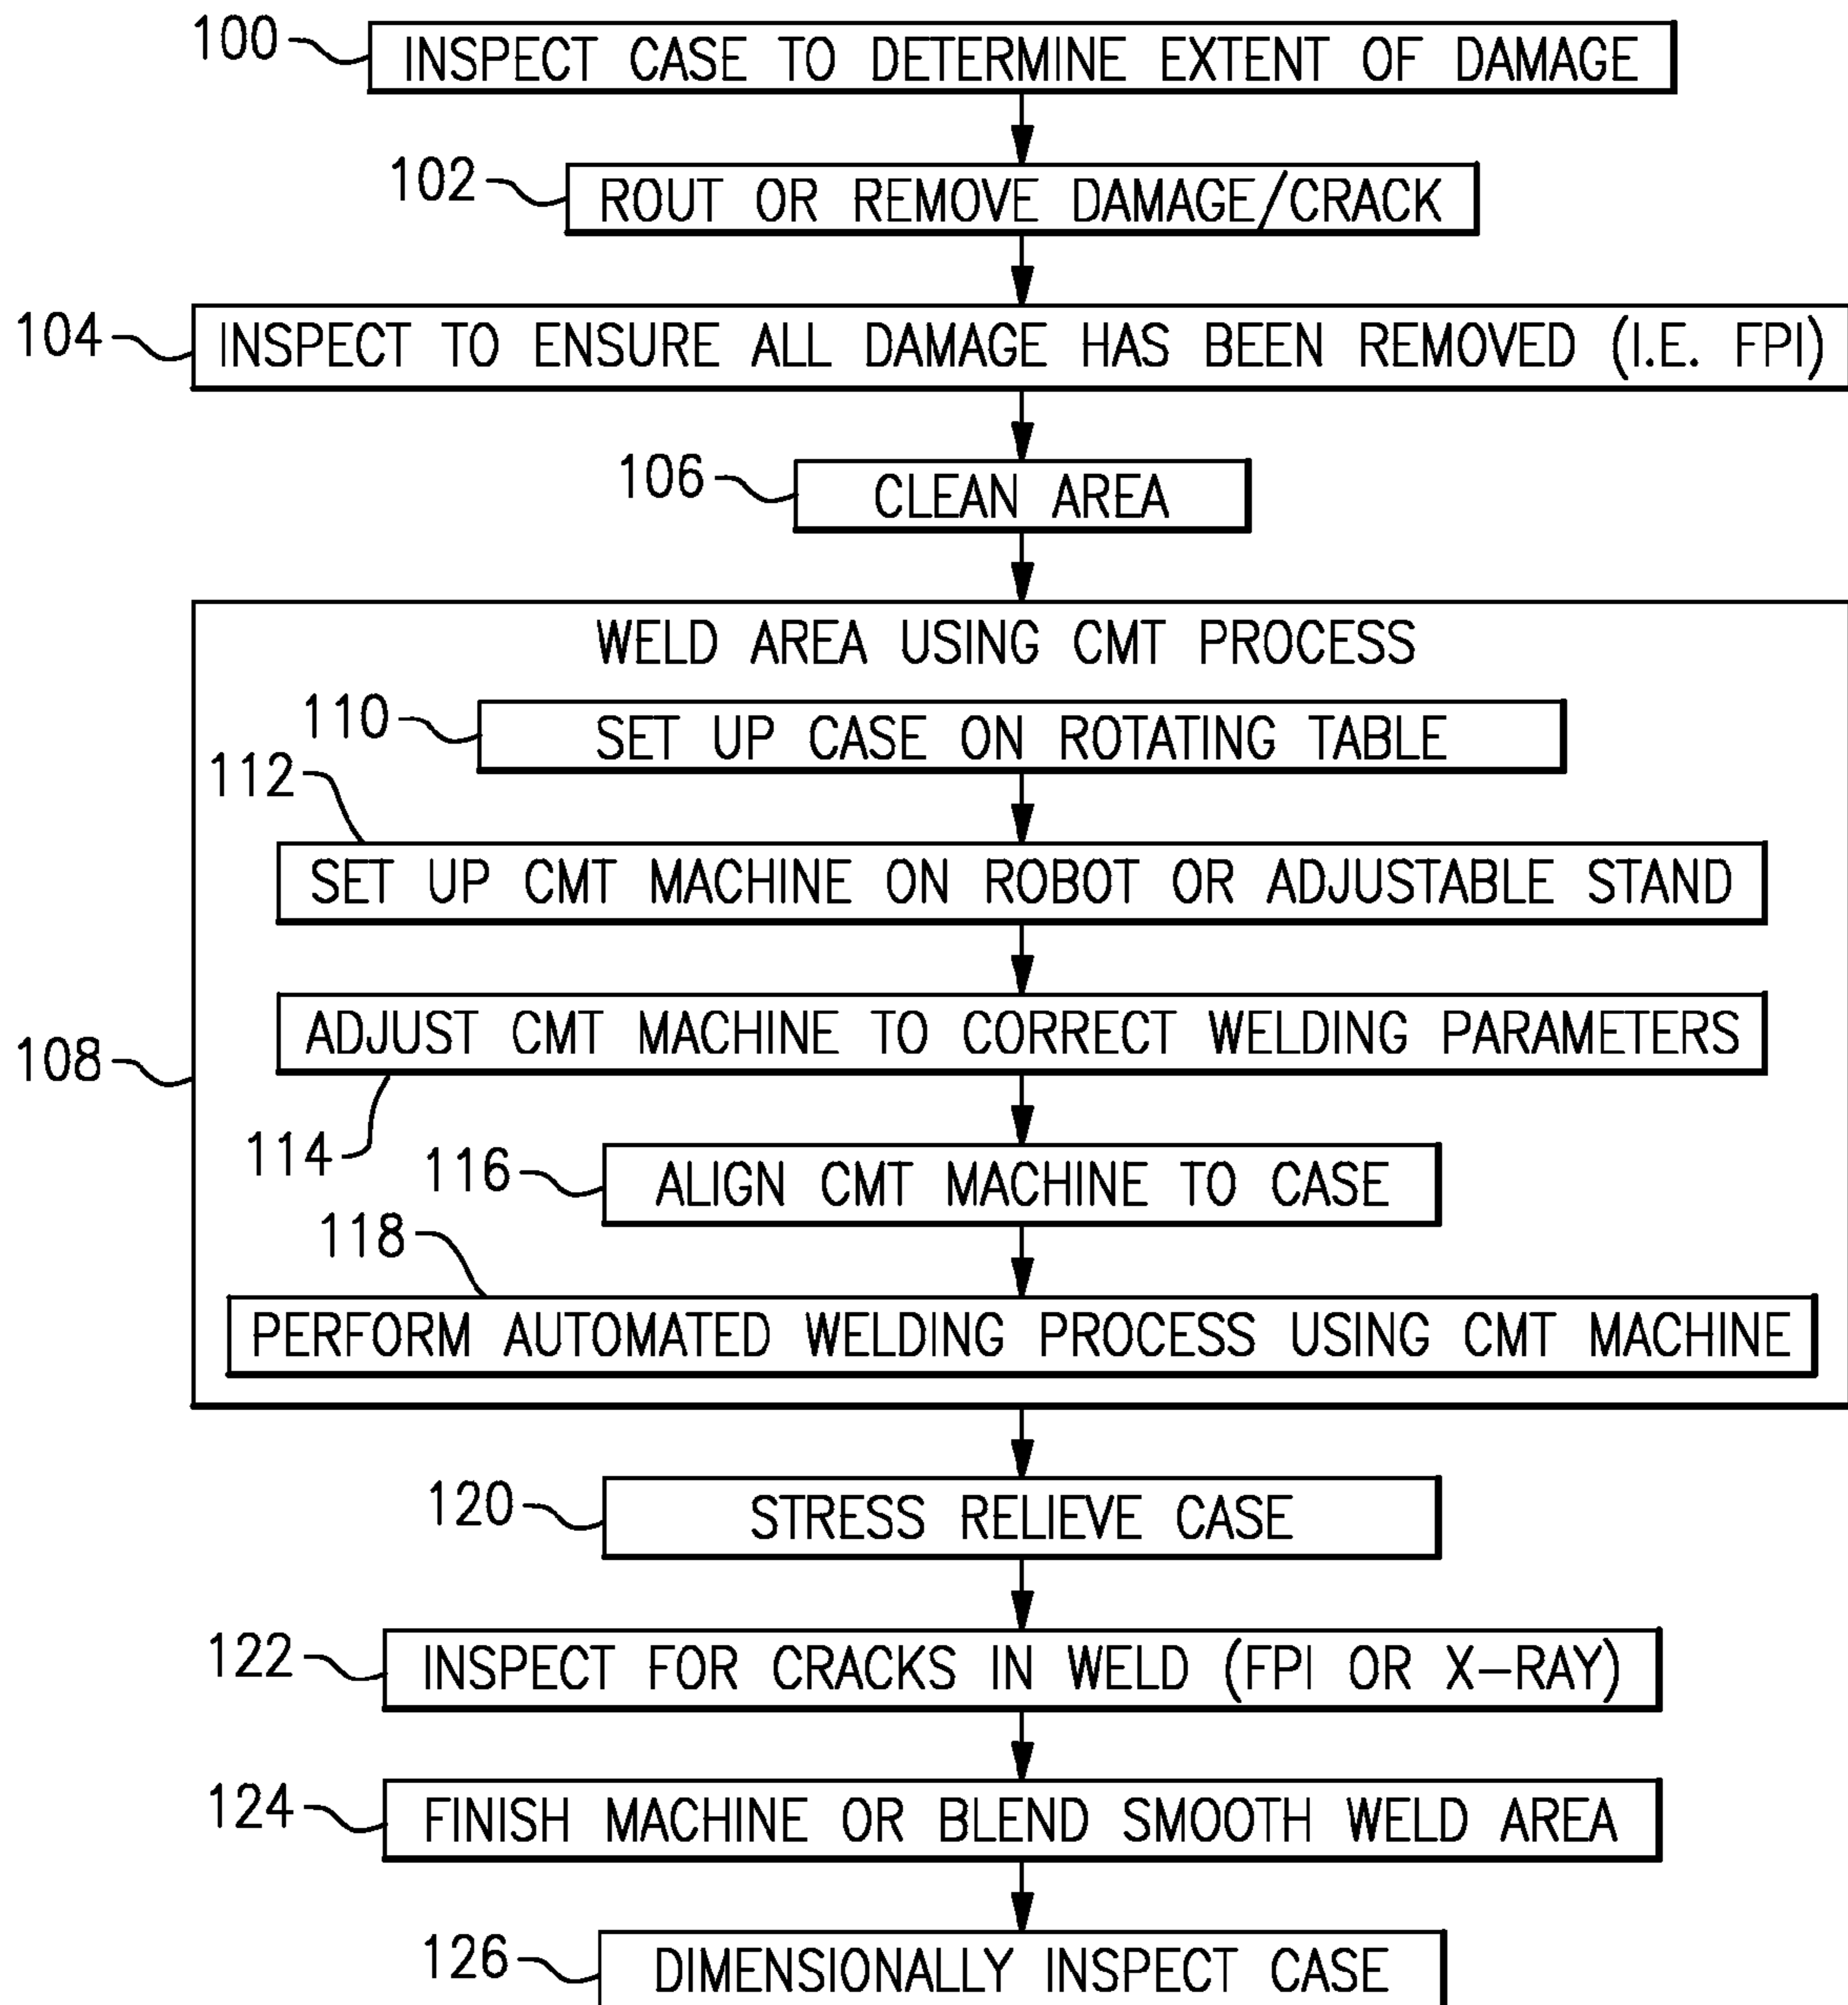 100
INSPECT CASE TO DETERMINE EXTENT OF DAMAGE
102
ROUT OR REMOVE DAMAGE/CRACK
104
INSPECT TO ENSURE ALL DAMAGE HAS BEEN REMOVED (I.E. FPI)
106
CLEAN AREA
108
WELD AREA USING CMT PROCESS
110
SET UP CASE ON ROTATING TABLE
112
SET UP CMT MACHINE ON ROBOT OR ADJUSTABLE STAND
ADJUST CMT MACHINE TO CORRECT WELDING PARAMETERS
114
116
ALIGN CMT MACHINE TO CASE
118
PERFORM AUTOMATED WELDING PROCESS USING CMT MACHINE
120
STRESS RELIEVE CASE
122
INSPECT FOR CRACKS IN WELD (FPI OR X-RAY)
124
FINISH MACHINE OR BLEND SMOOTH WELD AREA
126
DIMENSIONALLY INSPECT CASE